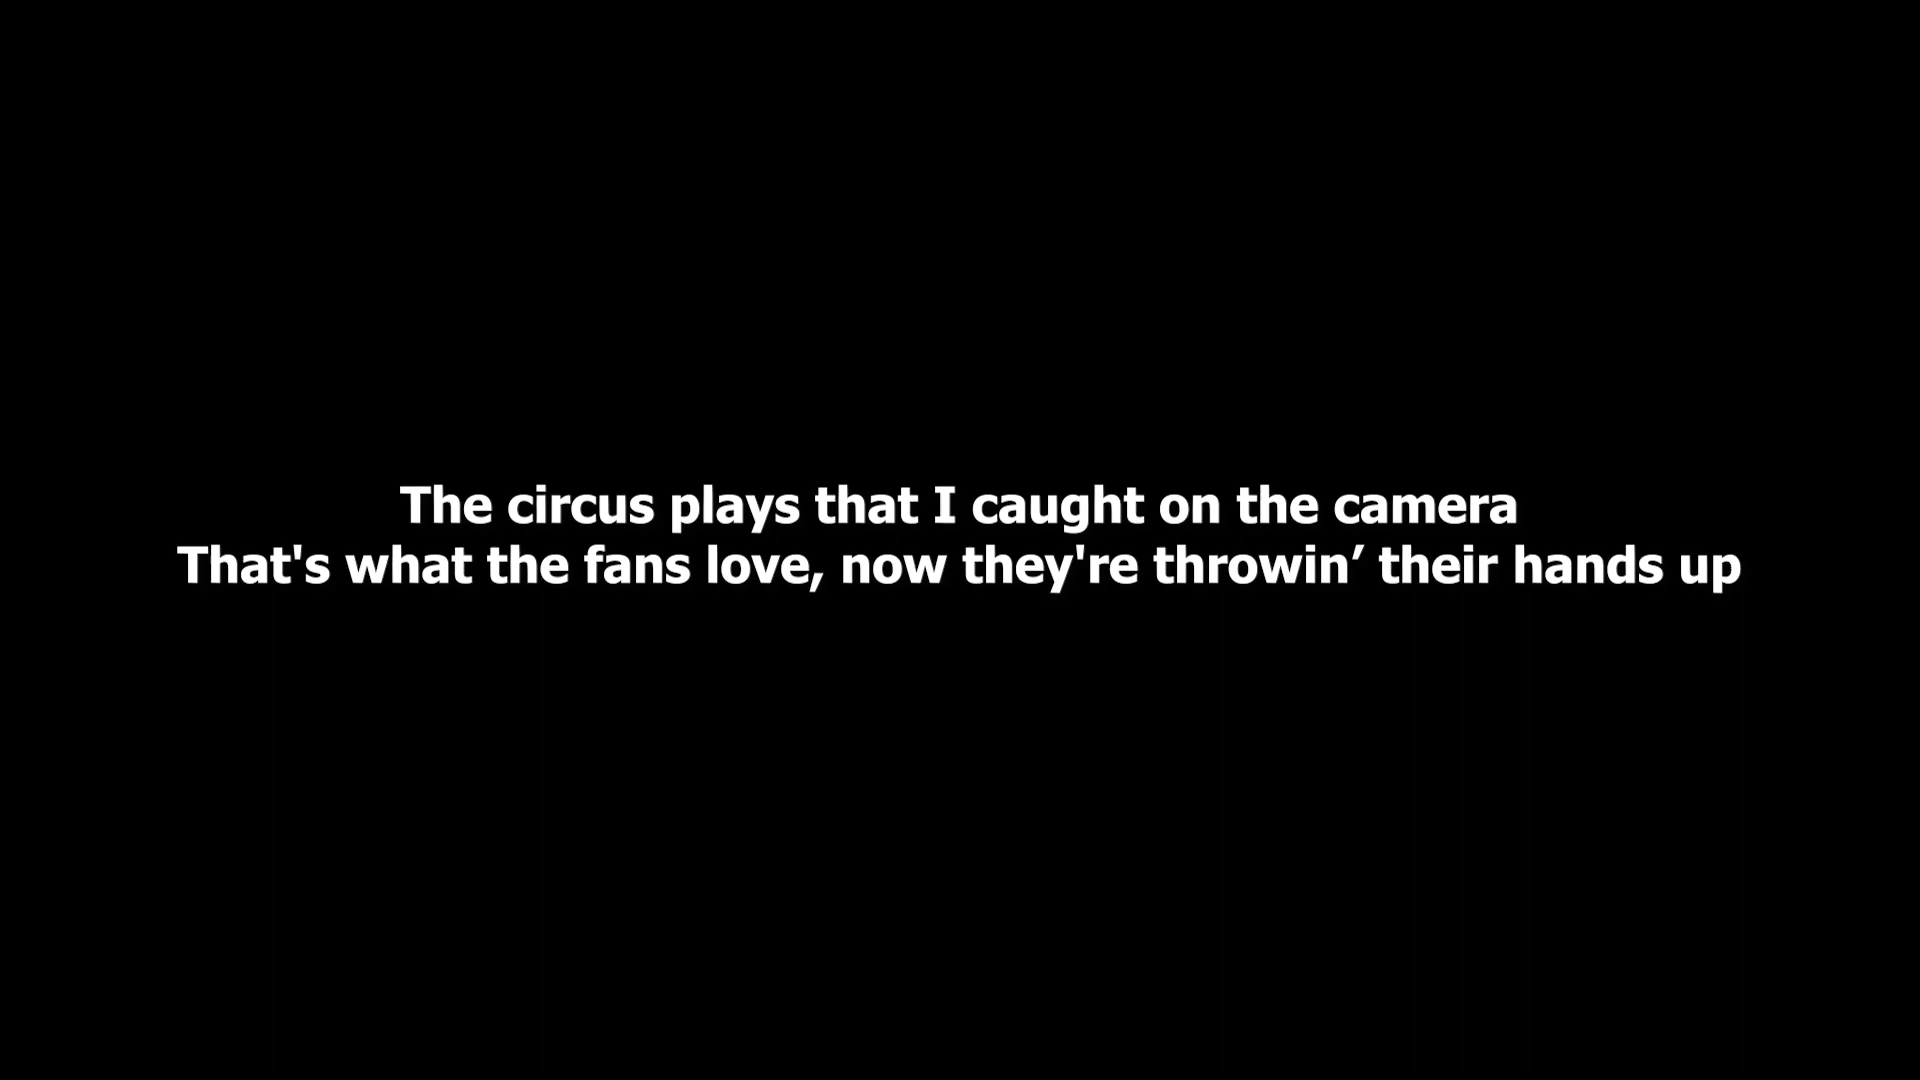 The circus plays that I caught on the camera
That's what the fans love, now they're throwin’ their hands up